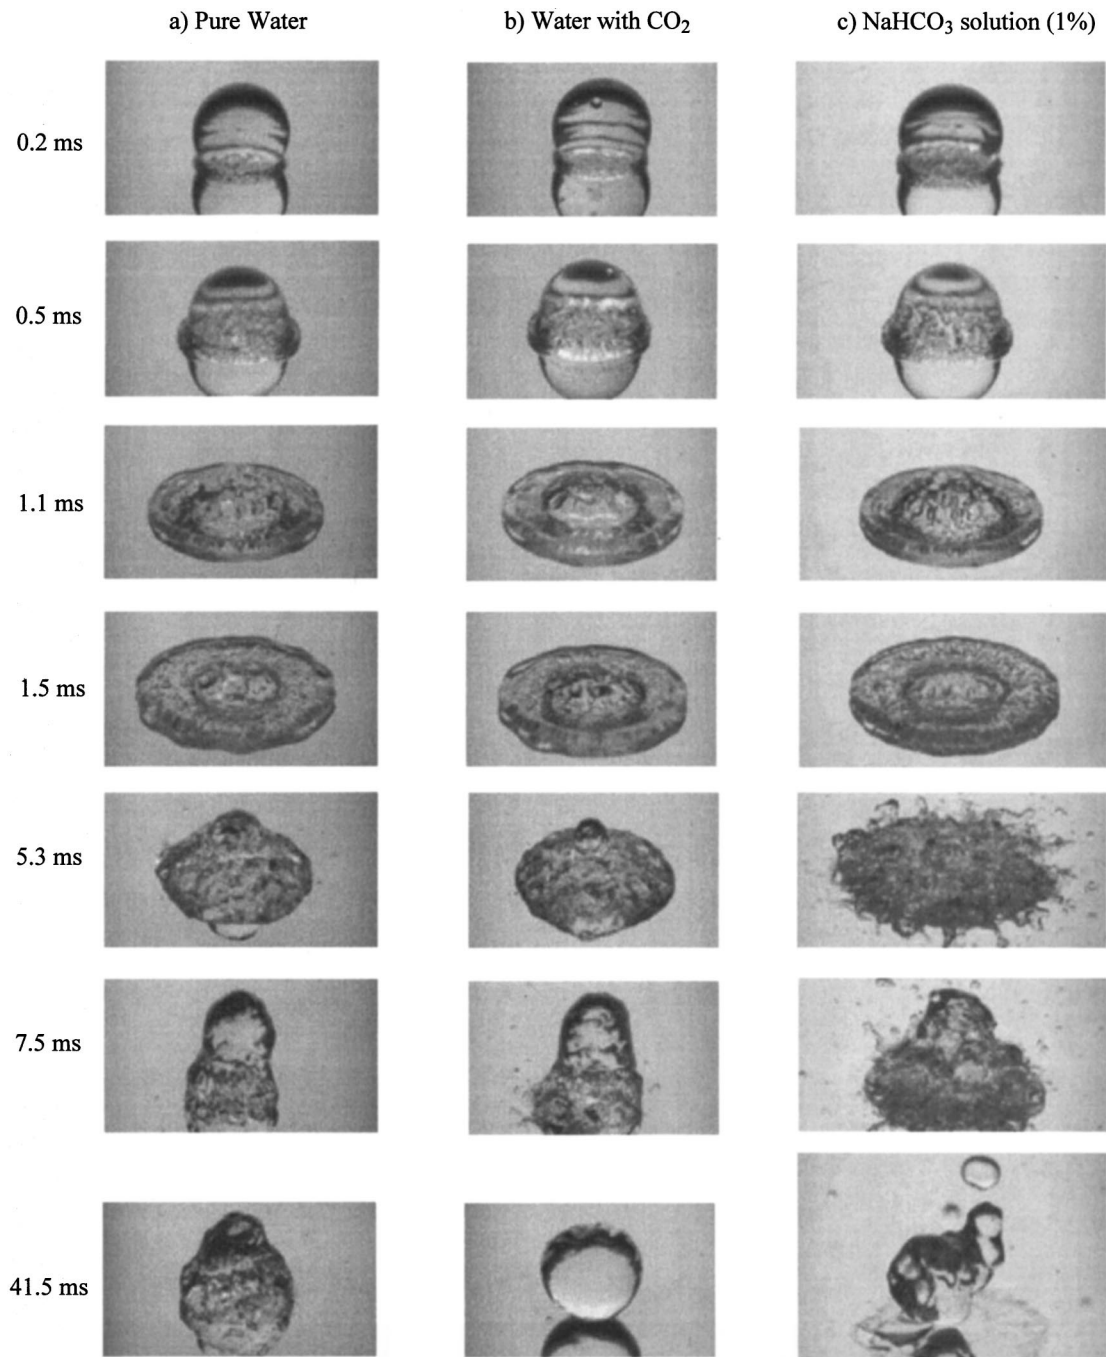 a) Pure Water
b) Water with CO₂
c) NaHCO₃ solution (1%)
0.2 ms
0.5 ms
1.1 ms
1.5 ms
5.3 ms
7.5 ms
41.5 ms